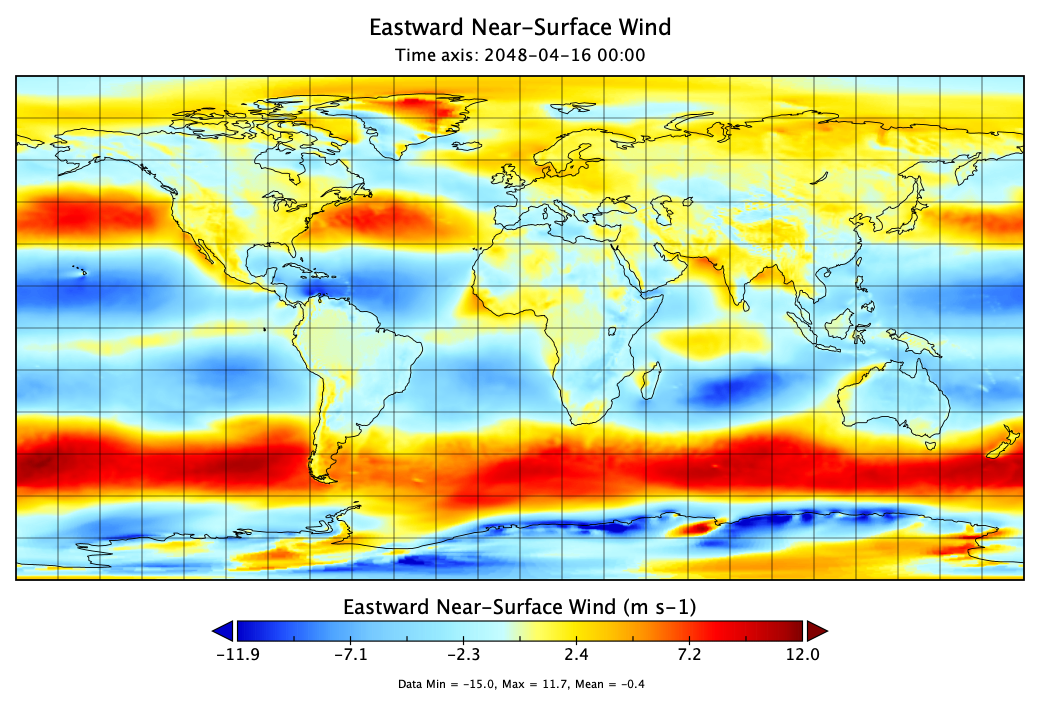 Eastward Near-Surface Wind
Time axis: 2048-04-16 00:00
Eastward Near-Surface Wind (m s-1)
-11.9 -7.1 -2.3 2.4 7.2 12.0
Data Min = -15.0, Max = 11.7, Mean = -0.4